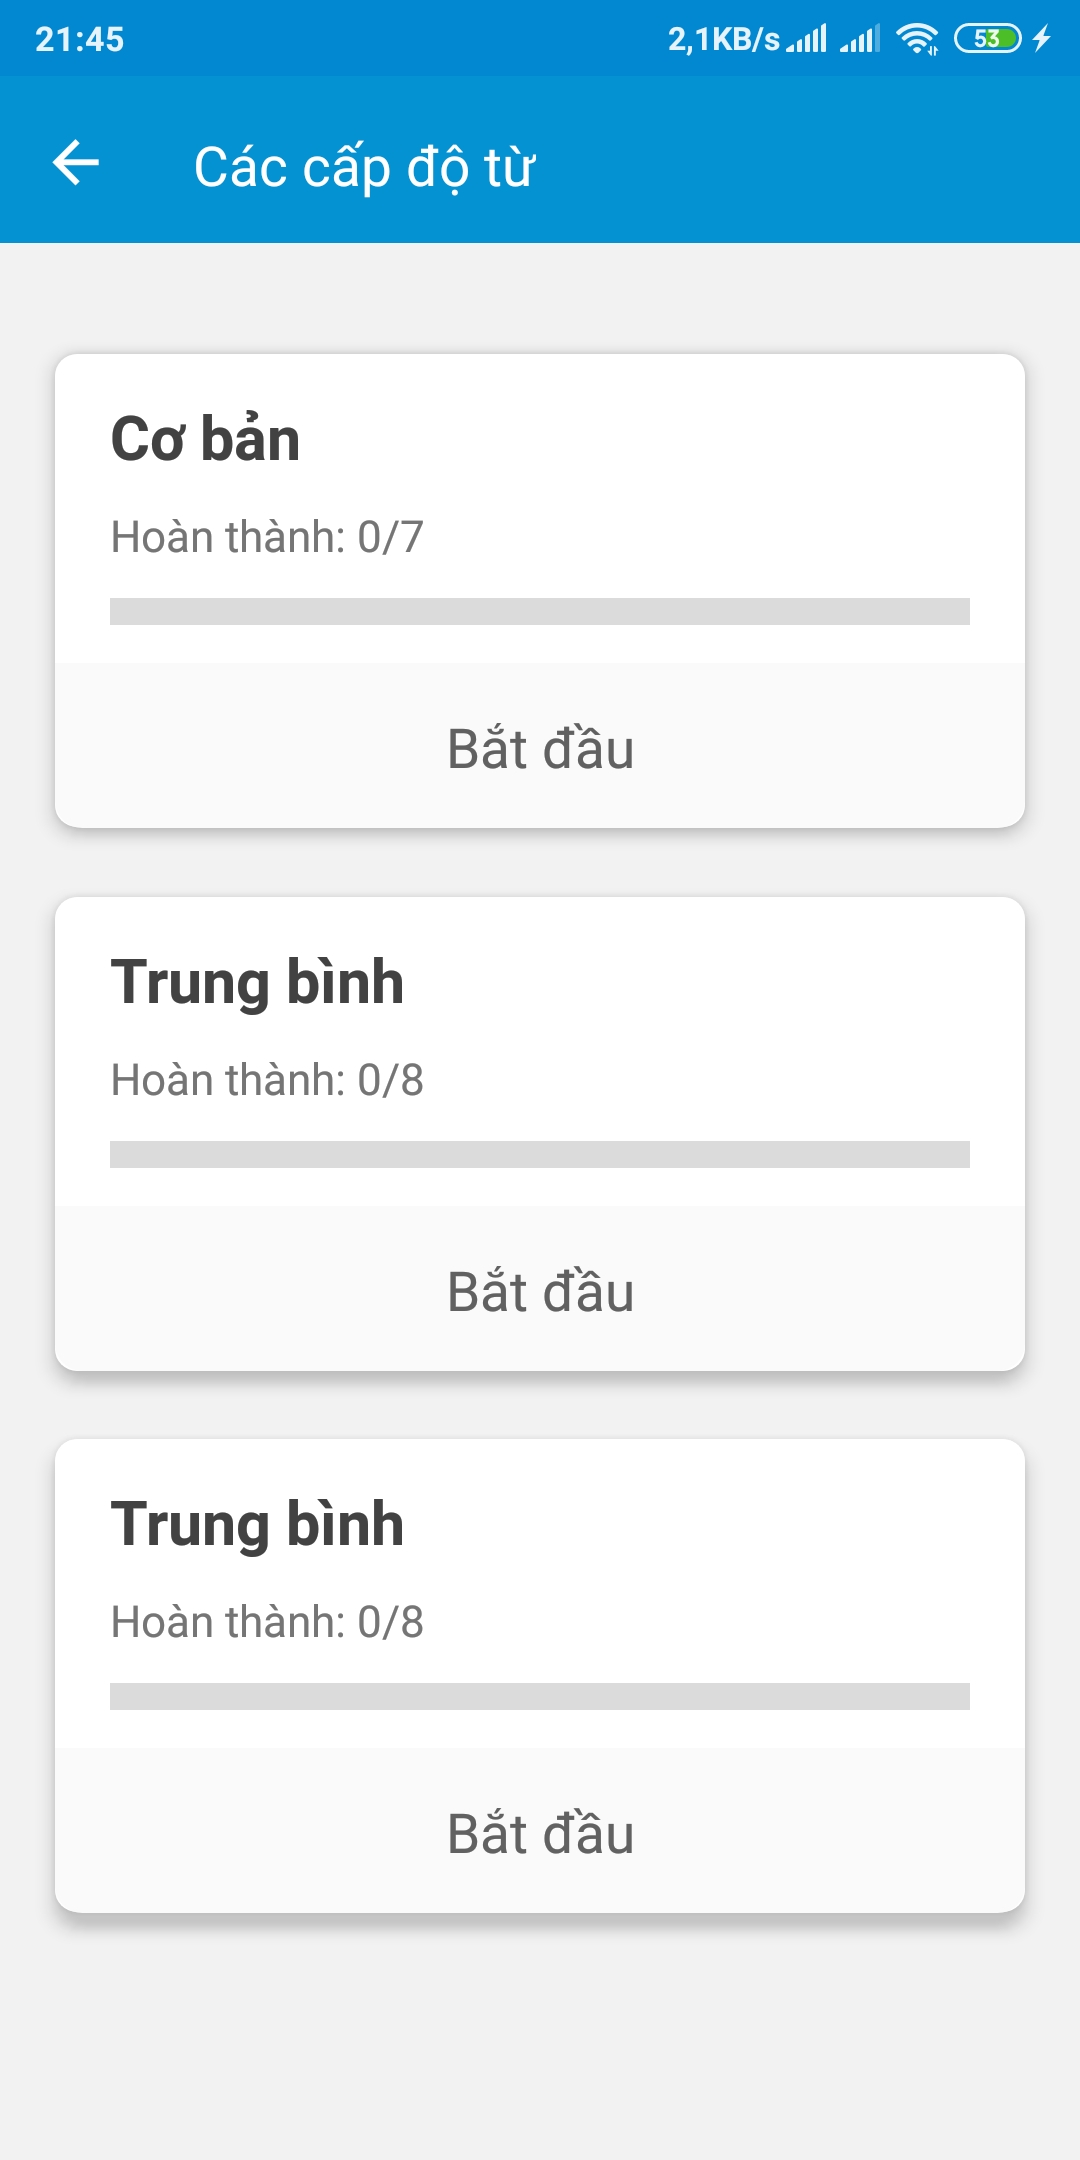 21:45 2,1KB/s 53
Các cấp độ từ
Cơ bản
Hoàn thành: 0/7
Bắt đầu
Trung bình
Hoàn thành: 0/8
Bắt đầu
Trung bình
Hoàn thành: 0/8
Bắt đầu